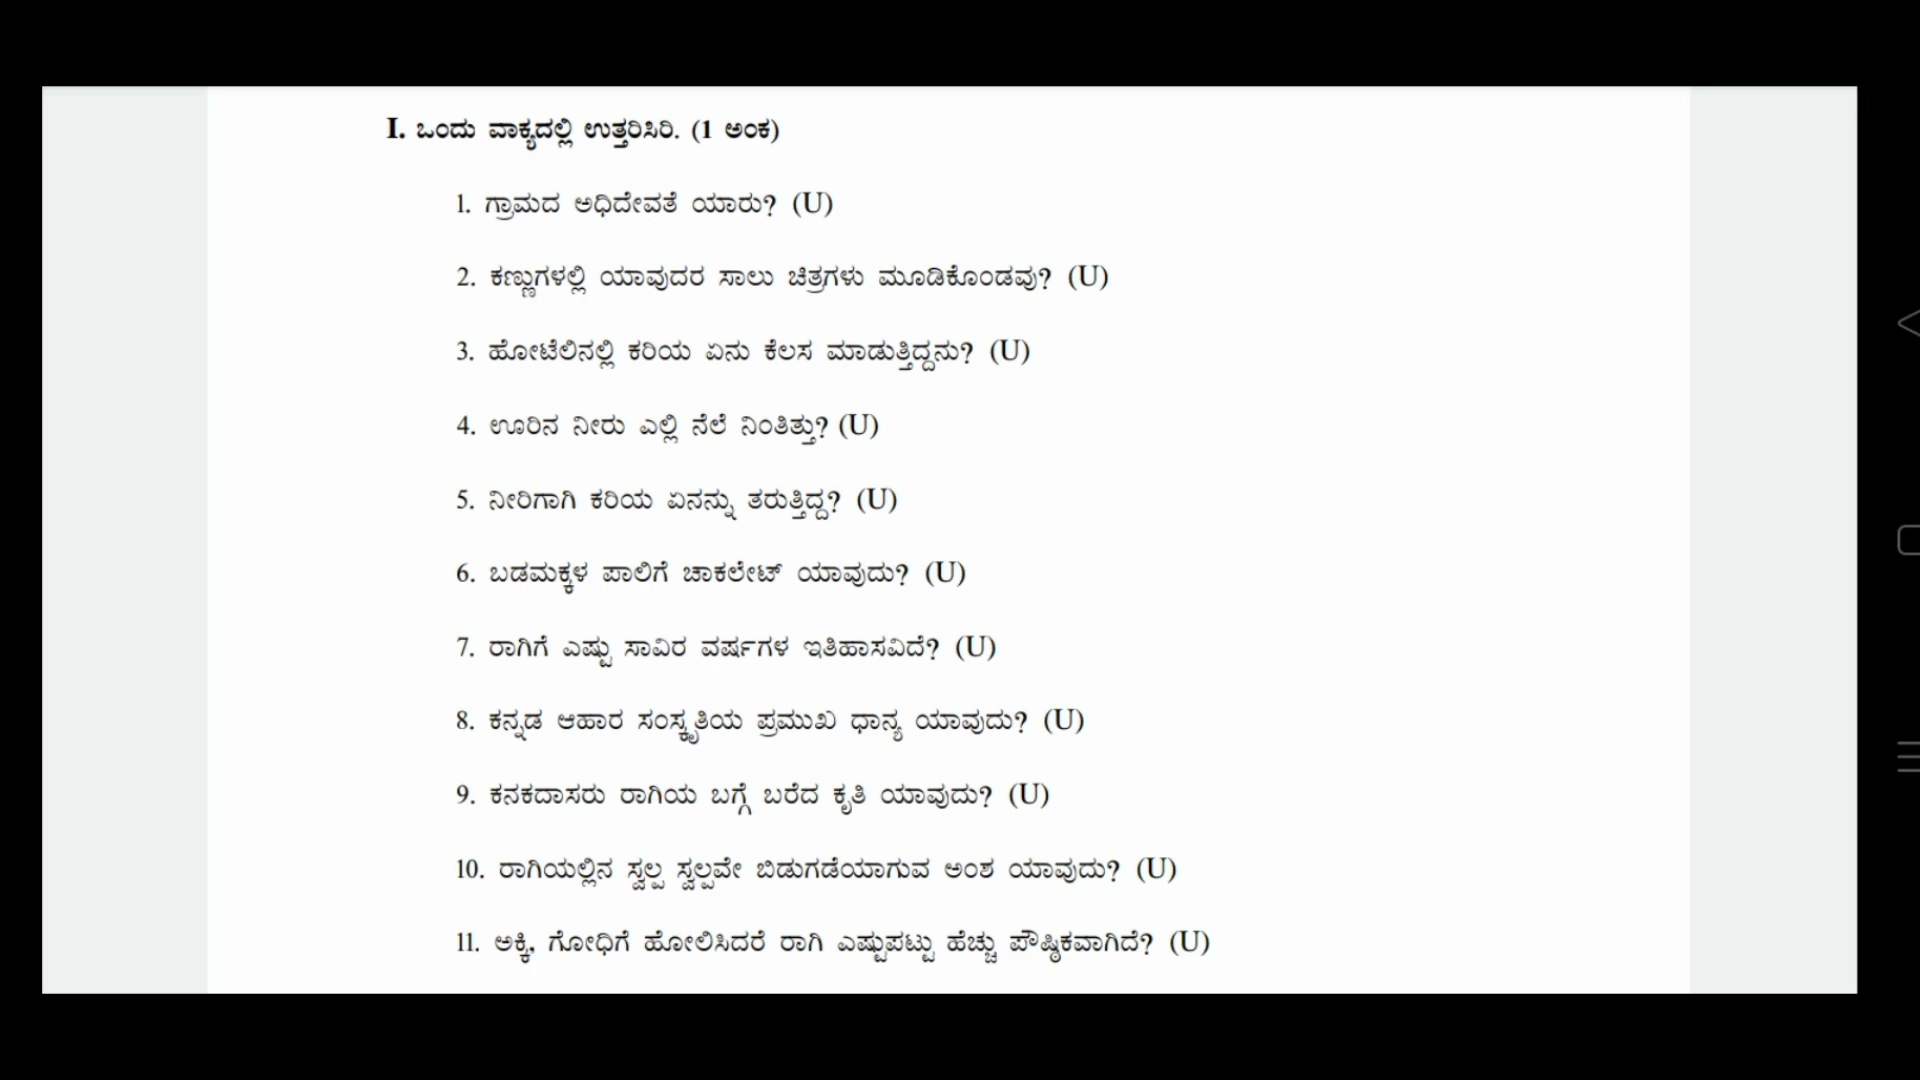 I. ಒಂದು ವಾಕ್ಯದಲ್ಲಿ ಉತ್ತರಿಸಿರಿ. (1 ಅಂಕ)
1. ಗ್ರಾಮದ ಅಧಿದೇವತೆ ಯಾರು? (U)
2. ಕಣ್ಣುಗಳಲ್ಲಿ ಯಾವುದರ ಸಾಲು ಚಿತ್ರಗಳು ಮೂಡಿಕೊಂಡವು? (U)
3. ಹೋಟೆಲಿನಲ್ಲಿ ಕರಿಯ ಏನು ಕೆಲಸ ಮಾಡುತ್ತಿದ್ದನು? (U)
4. ಊರಿನ ನೀರು ಎಲ್ಲಿ ನೆಲೆ ನಿಂತಿತ್ತು? (U)
5. ನೀರಿಗಾಗಿ ಕರಿಯ ಏನನ್ನು ತರುತ್ತಿದ್ದ? (U)
6. ಬಡಮಕ್ಕಳ ಪಾಲಿಗೆ ಚಾಕಲೇಟ್ ಯಾವುದು? (U)
7. ರಾಗಿಗೆ ಎಷ್ಟು ಸಾವಿರ ವರ್ಷಗಳ ಇತಿಹಾಸವಿದೆ? (U)
8. ಕನ್ನಡ ಆಹಾರ ಸಂಸ್ಕೃತಿಯ ಪ್ರಮುಖ ಧಾನ್ಯ ಯಾವುದು? (U)
9. ಕನಕದಾಸರು ರಾಗಿಯ ಬಗ್ಗೆ ಬರೆದ ಕೃತಿ ಯಾವುದು? (U)
10. ರಾಗಿಯಲ್ಲಿನ ಸ್ವಲ್ಪ ಸ್ವಲ್ಪವೇ ಬಿಡುಗಡೆಯಾಗುವ ಅಂಶ ಯಾವುದು? (U)
11. ಅಕ್ಕಿ, ಗೋಧಿಗೆ ಹೋಲಿಸಿದರೆ ರಾಗಿ ಎಷ್ಟುಪಟ್ಟು ಹೆಚ್ಚು ಪೌಷ್ಠಿಕವಾಗಿದೆ? (U)